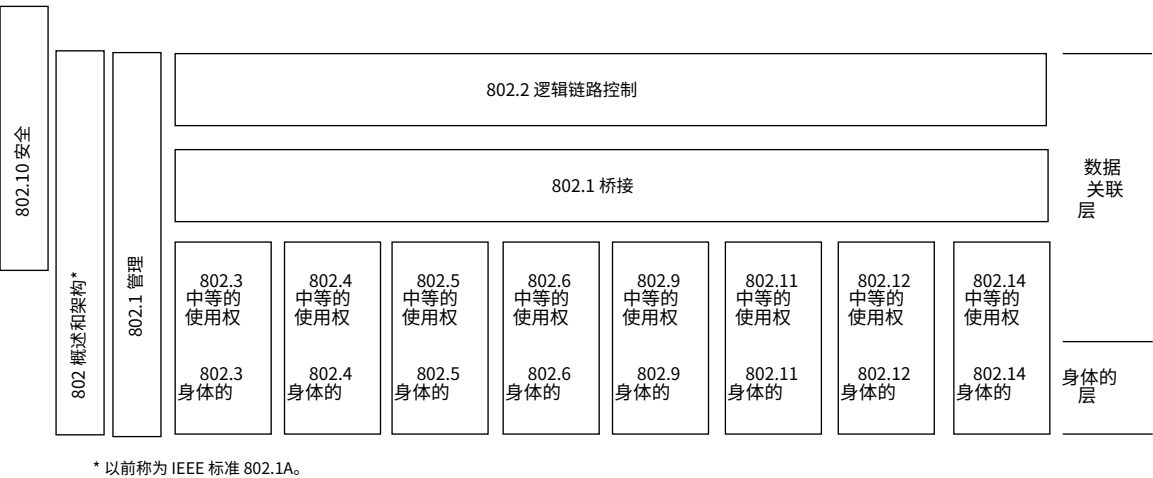 802.10 安全
802 概述和架构*
802.1 管理
802.2 逻辑链路控制
802.1 桥接
数据
关联
层
802.3
中等的
使用权
802.4
中等的
使用权
802.5
中等的
使用权
802.6
中等的
使用权
802.9
中等的
使用权
802.11
中等的
使用权
802.12
中等的
使用权
802.14
中等的
使用权
802.3
身体的
802.4
身体的
802.5
身体的
802.6
身体的
802.9
身体的
802.11
身体的
802.12
身体的
802.14
身体的
身体的
层
* 以前称为 IEEE 标准 802.1A。